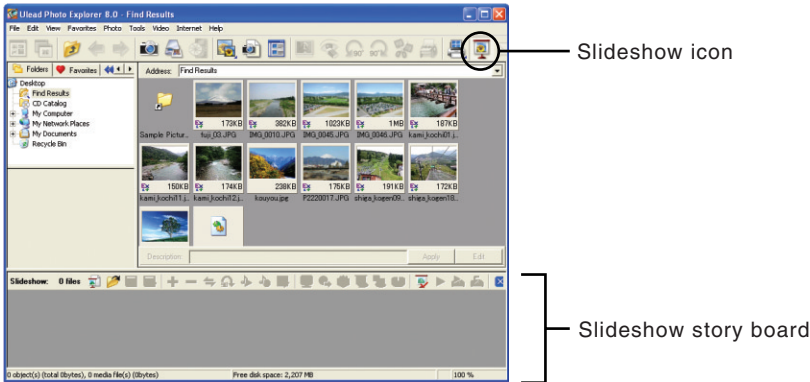 Ulead Photo Explorer 8.0 - Find Results
File Edit View Favorites Photo Tools Video Internet Help
Slideshow icon
Folders Favorites
Address: Find Results
Desktop
Find Results
CD Catalog
My Computer
My Network Places
My Documents
Recycle Bin
173KB 382KB 1023KB 1MB 187KB
Sample Pictur.. fuji_03.JPG IMG_0010.JPG IMG_0045.JPG IMG_0046.JPG kami_kochi01.j..
150KB 174KB 238KB 175KB 191KB 172KB
kami_kochi11.j.. kami_kochi12.j.. kouyou.jpg P2220017.JPG shiga_kogen09.. shiga_kogen18..
Description Apply Edit
Slideshow: 0 files
Slideshow story board
0 object(s) (total 0bytes), 0 media file(s) (0bytes) Free disk space: 2,207 MB 100 %